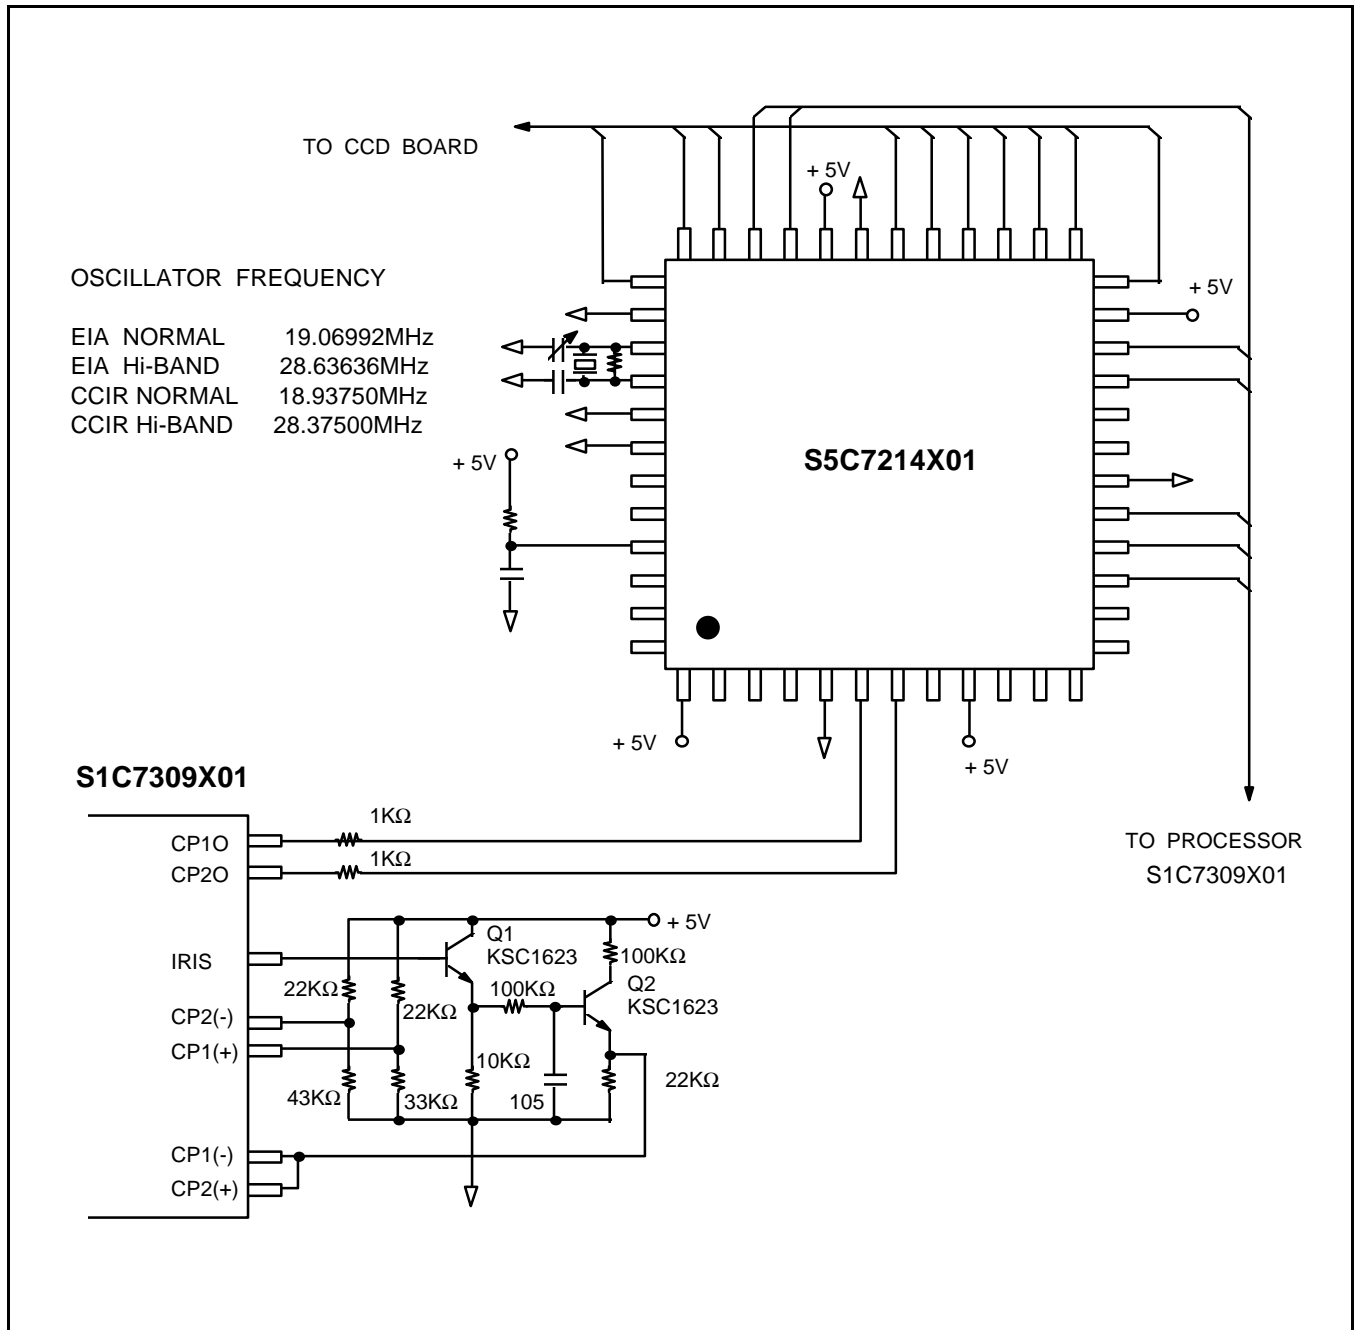 TO CCD BOARD
+ 5V
OSCILLATOR FREQUENCY
+ 5V
EIA NORMAL 19.06992MHz
EIA Hi-BAND 28.63636MHz
CCIR NORMAL 18.93750MHz
CCIR Hi-BAND 28.37500MHz
+ 5V
S5C7214X01
+ 5V
+ 5V
S1C7309X01
TO PROCESSOR
S1C7309X01
CP1O
1KΩ
CP2O
1KΩ
+ 5V
Q1
KSC1623
100KΩ
IRIS
22KΩ
22KΩ
100KΩ
Q2
KSC1623
CP2(-)
CP1(+)
10KΩ
22KΩ
43KΩ
33KΩ
105
CP1(-)
CP2(+)